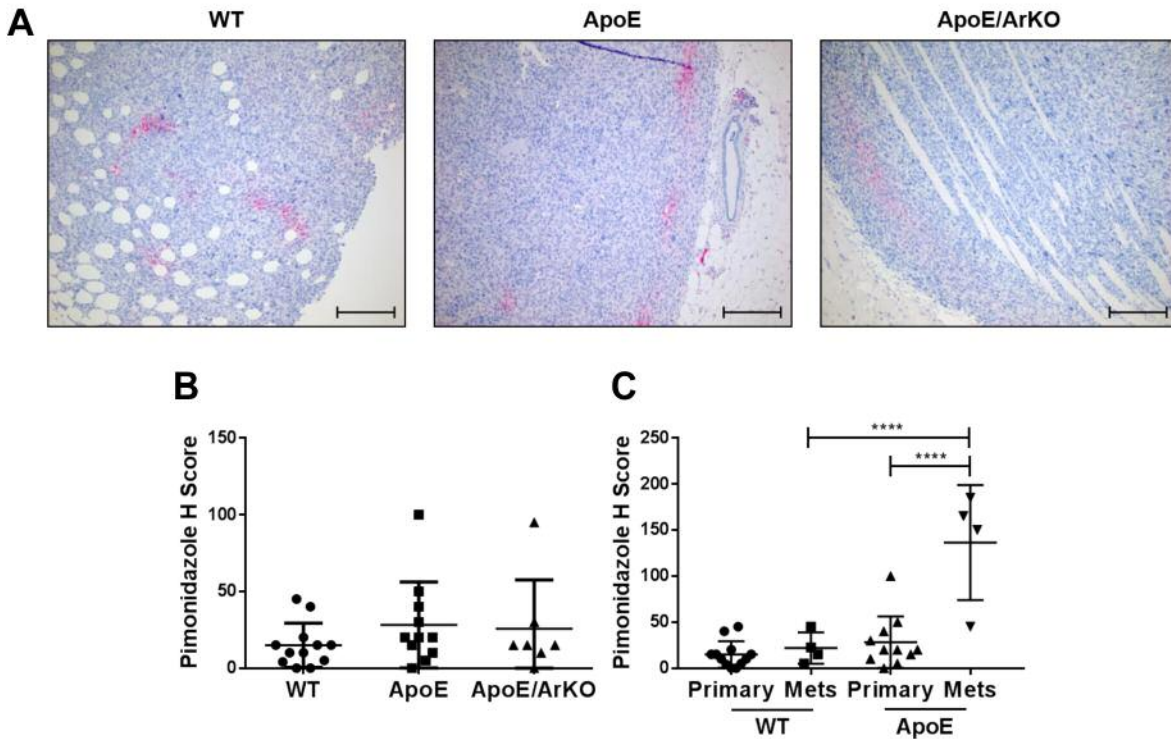 A
WT
ApoE
ApoE/ArKO
B
Pimonidazole H Score
150
100
50
0
WT
ApoE
ApoE/ArKO
C
Pimonidazole H Score
250
200
150
100
50
0
****
****
Primary Mets
Primary Mets
WT
ApoE